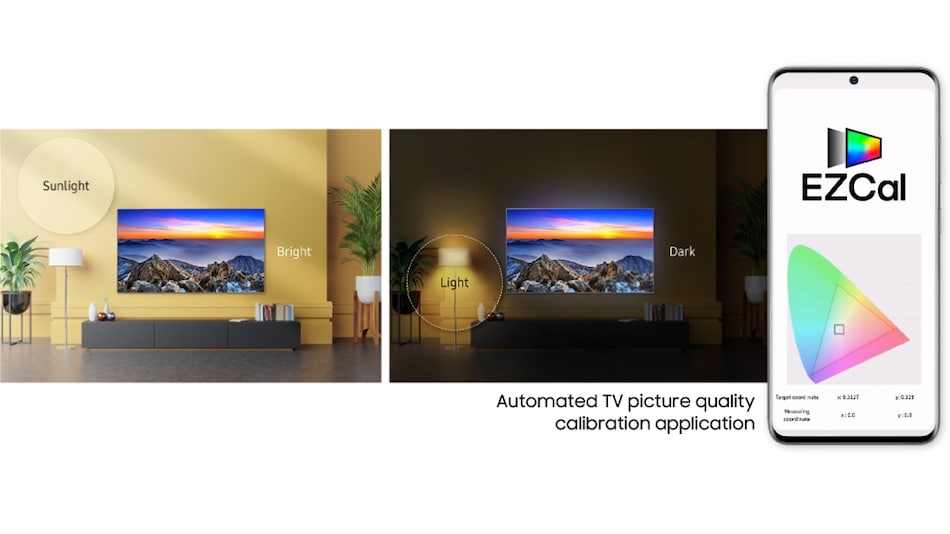 Sunlight
Bright
Light
Dark
Automated TV picture quality
calibration application
EZCal
Target coordinate x: 0.3127 y: 0.329
Measuring
coordinate x : 0.0 y : 0.0